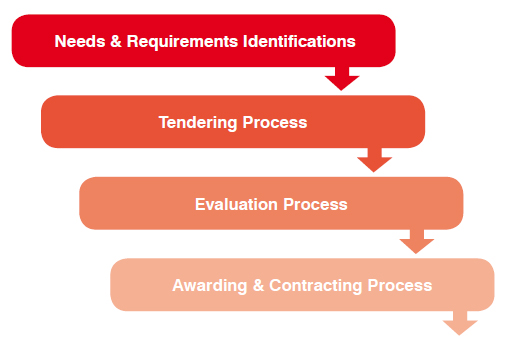 Needs & Requirements Identifications
Tendering Process
Evaluation Process
Awarding & Contracting Process